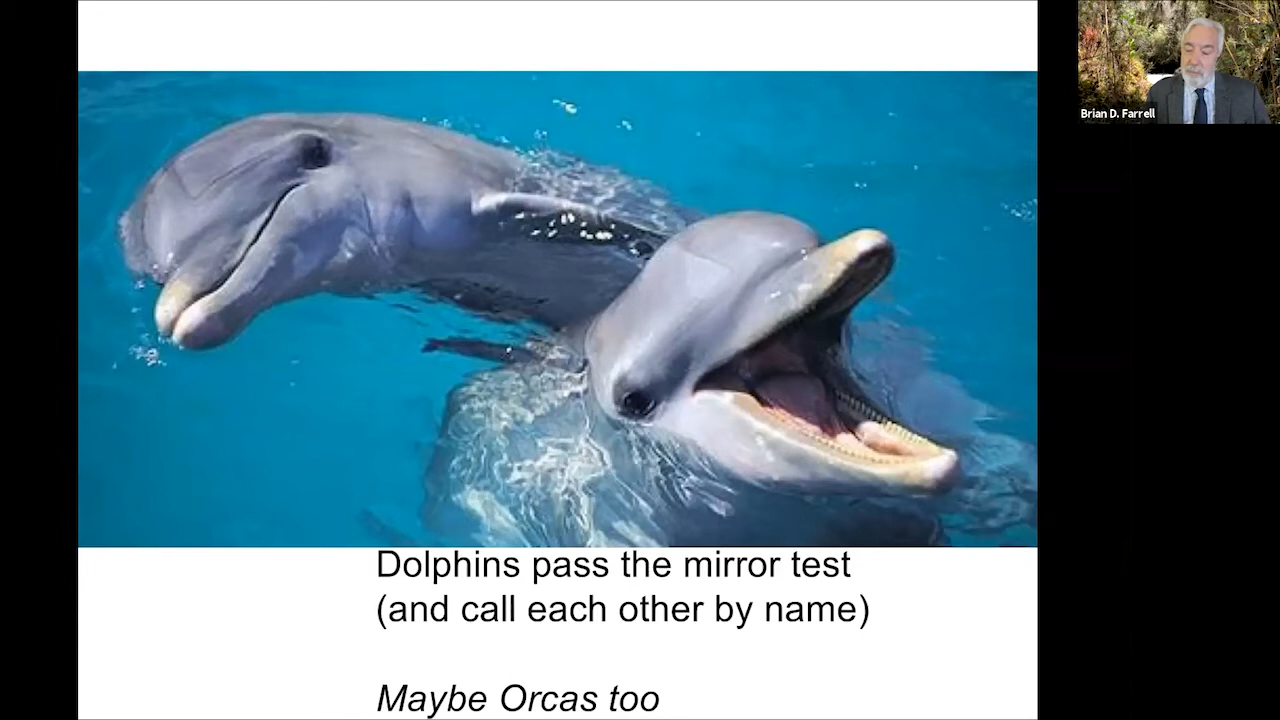 Brian D. Farrell
Dolphins pass the mirror test
(and call each other by name)
Maybe Orcas too